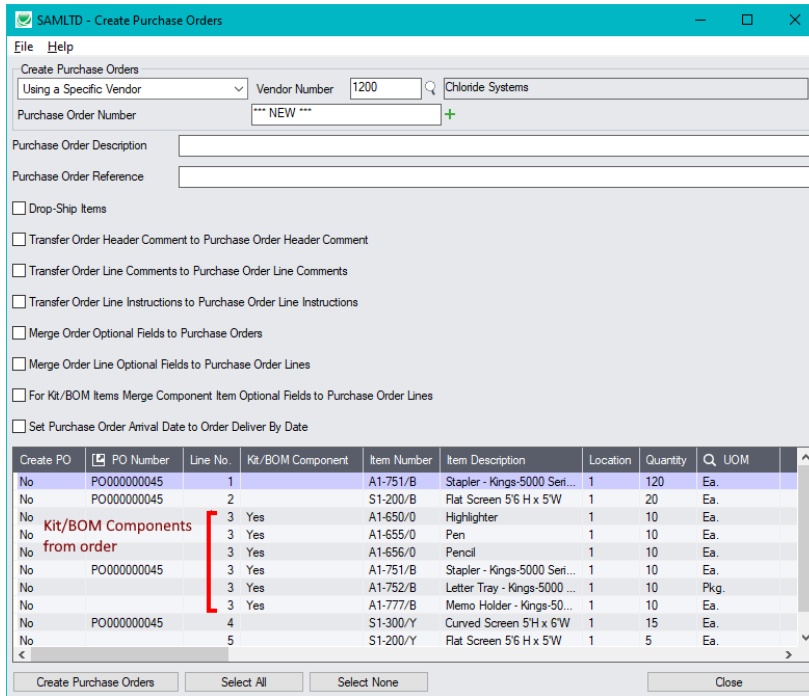 SAMLTD - Create Purchase Orders
File Help
Create Purchase Orders
Using a Specific Vendor Vendor Number 1200 Chloride Systems
Purchase Order Number *** NEW ***
Purchase Order Description
Purchase Order Reference
Drop-Ship Items
Transfer Order Header Comment to Purchase Order Header Comment
Transfer Order Line Comments to Purchase Order Line Comments
Transfer Order Line Instructions to Purchase Order Line Instructions
Merge Order Optional Fields to Purchase Orders
Merge Order Line Optional Fields to Purchase Order Lines
For Kit/BOM Items Merge Component Item Optional Fields to Purchase Order Lines
Set Purchase Order Arrival Date to Order Deliver By Date
Create PO PO Number Line No. Kit/BOM Component Item Number Item Description Location Quantity UOM
No PO000000045 1 A1-751/B Stapler - Kings-5000 Seri... 1 120 Ea.
No PO000000045 2 S1-200/B Flat Screen 5'6 H x 5'W 1 20 Ea.
No 3 Yes A1-650/0 Highlighter 1 10 Ea.
Kit/BOM Components
No 3 Yes A1-655/0 Pen 1 10 Ea.
from order
No 3 Yes A1-656/0 Pencil 1 10 Ea.
No PO000000045 3 Yes A1-751/B Stapler - Kings-5000 Seri... 1 10 Ea.
No 3 Yes A1-752/B Letter Tray - Kings-5000 ... 1 10 Pkg.
No 3 Yes A1-777/B Memo Holder - Kings-50... 1 10 Ea.
No PO000000045 4 S1-300/Y Curved Screen 5'H x 6'W 1 15 Ea.
No 5 S1-200/Y Flat Screen 5'6 H x 5'W 1 5 Ea.
Create Purchase Orders Select All Select None Close